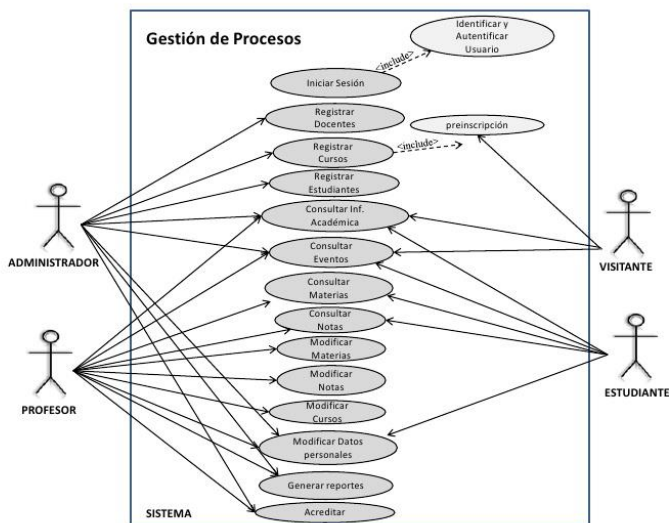 Gestión de Procesos
Identificar y
Autentificar
Usuario
<include>
Iniciar Sesión
Registrar
Docentes
preinscripción
Registrar
Cursos
<include>
Registrar
Estudiantes
Consultar Inf.
Académica
ADMINISTRADOR
VISITANTE
Consultar
Eventos
Consultar
Materias
Consultar
Notas
Modificar
Materias
Modificar
Notas
PROFESOR
ESTUDIANTE
Modificar
Cursos
Modificar Datos
personales
Generar reportes
SISTEMA
Acreditar